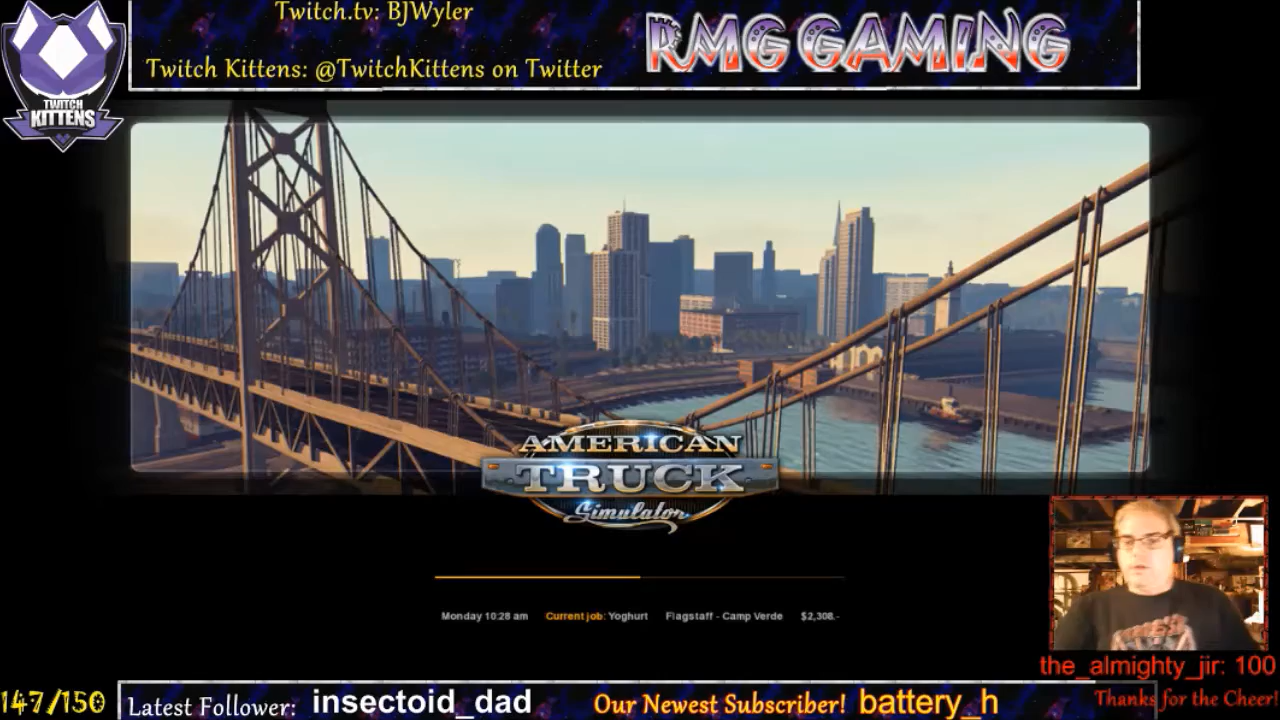 Twitch.tv: BJWyler
Twitch Kittens: @TwitchKittens on Twitter
RMG GAMING
TWITCH
KITTENS
AMERICAN
TRUCK
Simulator
Monday 10:28 am Current job: Yoghurt Flagstaff - Camp Verde $2,308.-
the_almighty_jir: 100
147/150
Latest Follower: insectoid_dad
Our Newest Subscriber! battery_h
Thanks for the Cheer!